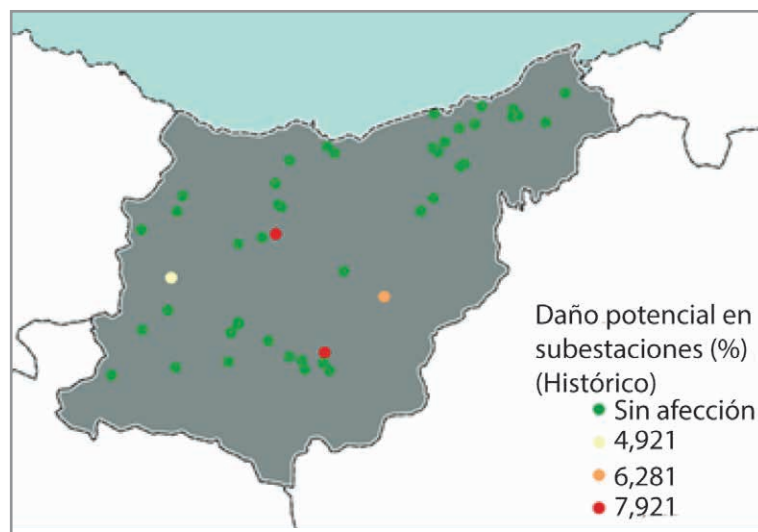 Daño potencial en
subestaciones (%)
(Histórico)
Sin afección
4,921
6,281
7,921